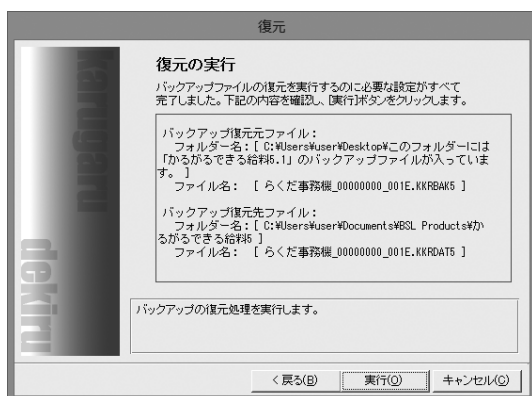 復元
karugaru
dekiru
復元の実行
バックアップファイルの復元を実行するのに必要な設定がすべて
完了しました。下記の内容を確認し、[実行]ボタンをクリックします。
バックアップ復元元ファイル：
フォルダー名：[ C:¥Users¥user¥Desktop¥このフォルダーには
「かるがるできる給料5.1」のバックアップファイルが入っていま
す。 ]
ファイル名： [ らくだ事務機_00000000_001E.KKRBAK5 ]
バックアップ復元先ファイル：
フォルダー名：[ C:¥Users¥user¥Documents¥BSL Products¥か
るがるできる給料5 ]
ファイル名： [ らくだ事務機_00000000_001E.KKRDAT5 ]
バックアップの復元処理を実行します。
< 戻る(B) 実行(O) キャンセル(C)